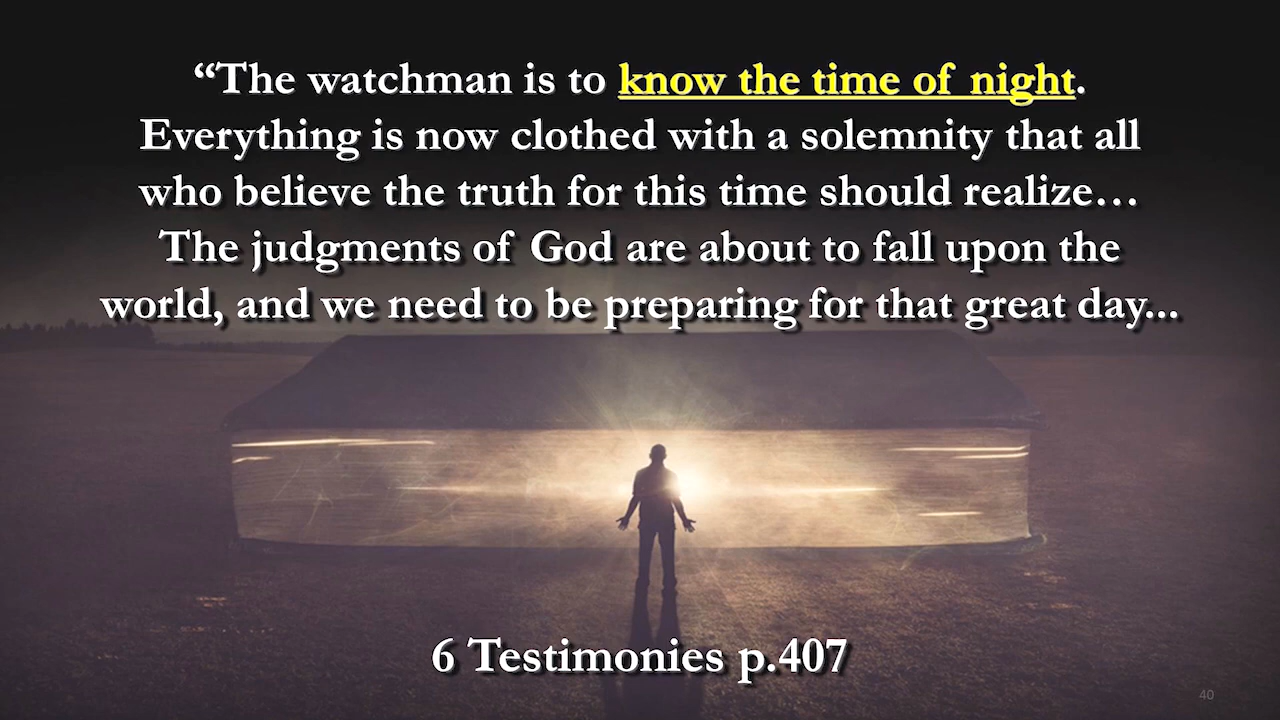 “The watchman is to know the time of night.
Everything is now clothed with a solemnity that all
who believe the truth for this time should realize…
The judgments of God are about to fall upon the
world, and we need to be preparing for that great day...
6 Testimonies p.407
40